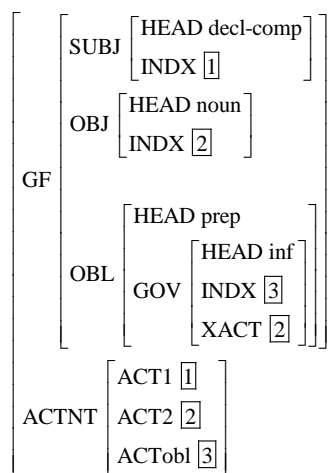 HEAD decl-comp
SUBJ
INDX 1
HEAD noun
OBJ
INDX 2
GF
HEAD prep
HEAD inf
OBL
GOV INDX 3
XACT 2
ACT1 1
ACTNT ACT2 2
ACTobl 3